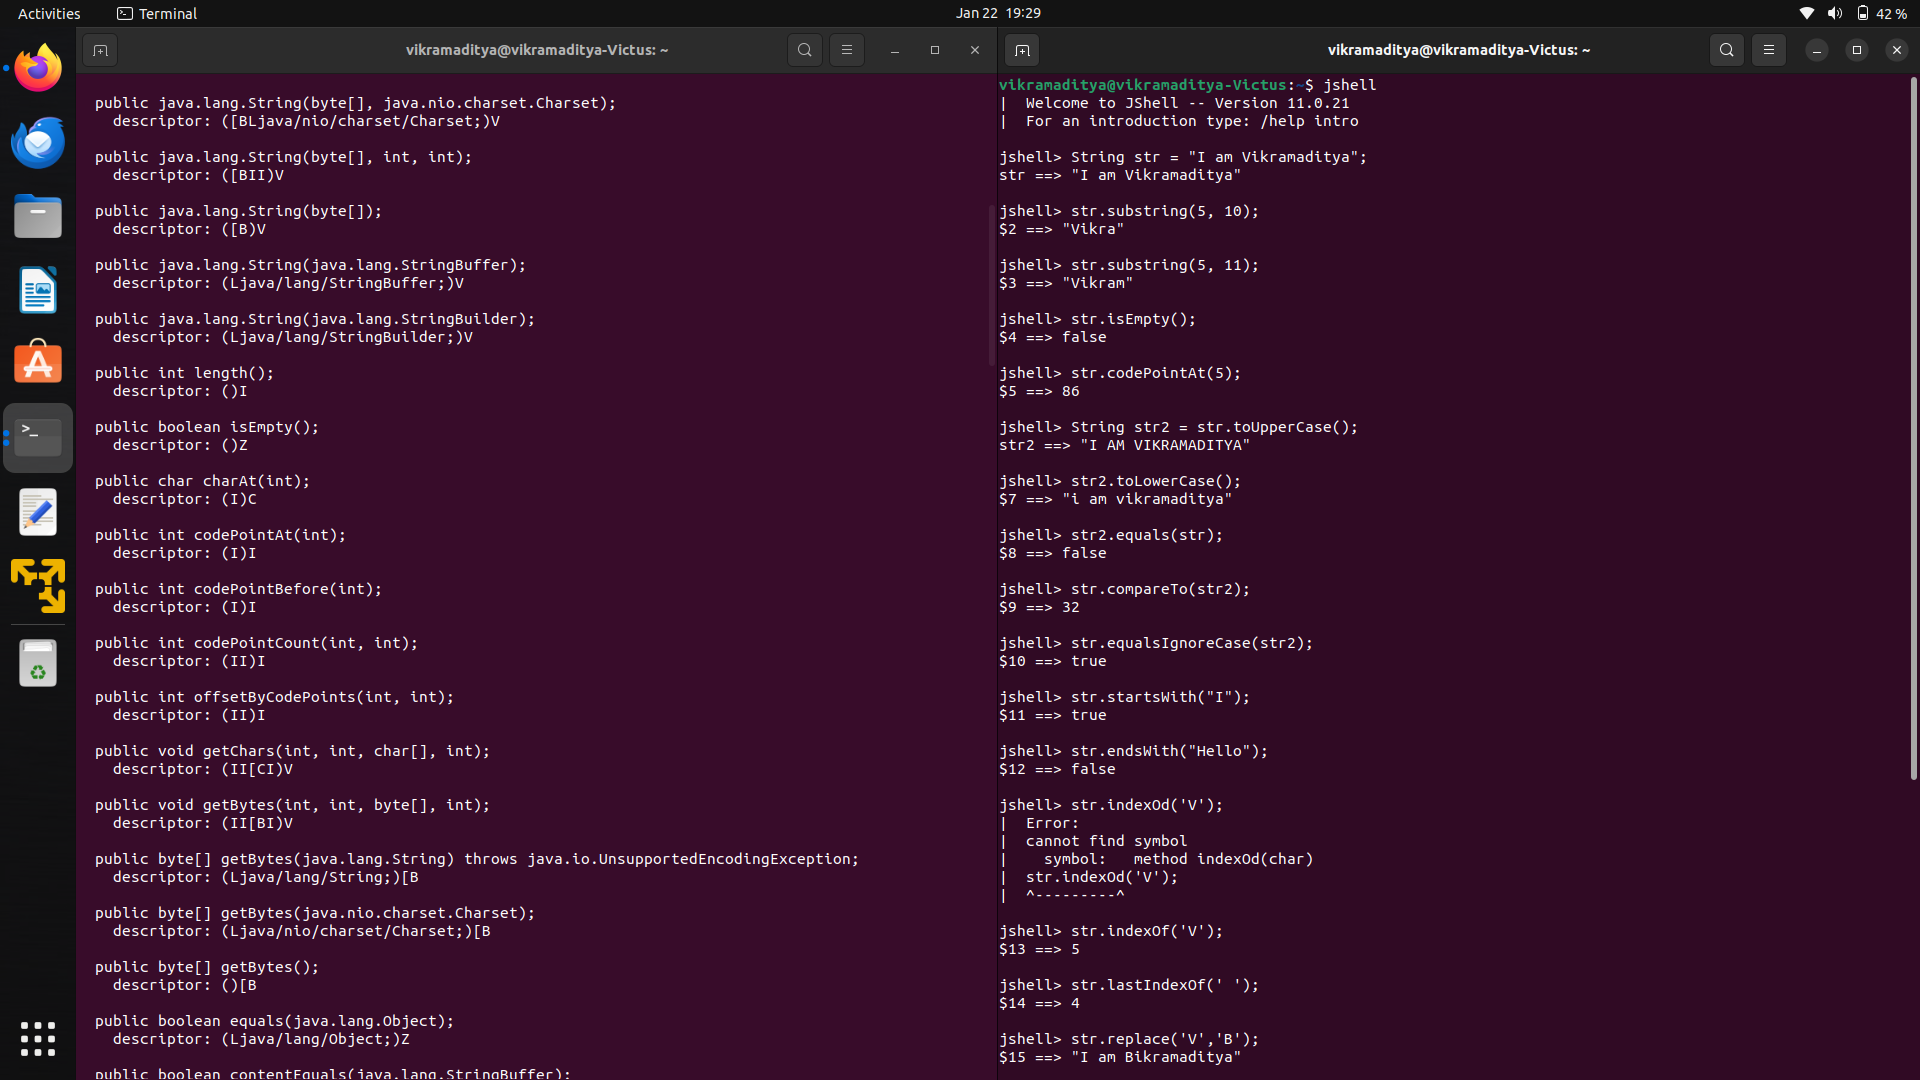 Activities
Terminal
Jan 22 19:29
42 %
vikramaditya@vikramaditya-Victus: ~
public java.lang.String(byte[], java.nio.charset.Charset);
descriptor: ([BLjava/nio/charset/Charset;)V
public java.lang.String(byte[], int, int);
descriptor: ([BII)V
public java.lang.String(byte[]);
descriptor: ([B)V
public java.lang.String(java.lang.StringBuffer);
descriptor: (Ljava/lang/StringBuffer;)V
public java.lang.String(java.lang.StringBuilder);
descriptor: (Ljava/lang/StringBuilder;)V
public int length();
descriptor: ()I
public boolean isEmpty();
descriptor: ()Z
public char charAt(int);
descriptor: (I)C
public int codePointAt(int);
descriptor: (I)I
public int codePointBefore(int);
descriptor: (I)I
public int codePointCount(int, int);
descriptor: (II)I
public int offsetByCodePoints(int, int);
descriptor: (II)I
public void getChars(int, int, char[], int);
descriptor: (II[CI)V
public void getBytes(int, int, byte[], int);
descriptor: (II[BI)V
public byte[] getBytes(java.lang.String) throws java.io.UnsupportedEncodingException;
descriptor: (Ljava/lang/String;)[B
public byte[] getBytes(java.nio.charset.Charset);
descriptor: (Ljava/nio/charset/Charset;)[B
public byte[] getBytes();
descriptor: ()[B
public boolean equals(java.lang.Object);
descriptor: (Ljava/lang/Object;)Z
public boolean contentEquals(java.lang.StringBuffer);
vikramaditya@vikramaditya-Victus: ~
vikramaditya@vikramaditya-Victus:~$ jshell
|  Welcome to JShell -- Version 11.0.21
|  For an introduction type: /help intro
jshell> String str = "I am Vikramaditya";
str ==> "I am Vikramaditya"
jshell> str.substring(5, 10);
$2 ==> "Vikra"
jshell> str.substring(5, 11);
$3 ==> "Vikram"
jshell> str.isEmpty();
$4 ==> false
jshell> str.codePointAt(5);
$5 ==> 86
jshell> String str2 = str.toUpperCase();
str2 ==> "I AM VIKRAMADITYA"
jshell> str2.toLowerCase();
$7 ==> "i am vikramaditya"
jshell> str2.equals(str);
$8 ==> false
jshell> str.compareTo(str2);
$9 ==> 32
jshell> str.equalsIgnoreCase(str2);
$10 ==> true
jshell> str.startsWith("I");
$11 ==> true
jshell> str.endsWith("Hello");
$12 ==> false
jshell> str.indexOd('V');
|  Error:
|  cannot find symbol
|    symbol:   method indexOd(char)
|  str.indexOd('V');
|  ^---------^
jshell> str.indexOf('V');
$13 ==> 5
jshell> str.lastIndexOf(' ');
$14 ==> 4
jshell> str.replace('V','B');
$15 ==> "I am Bikramaditya"